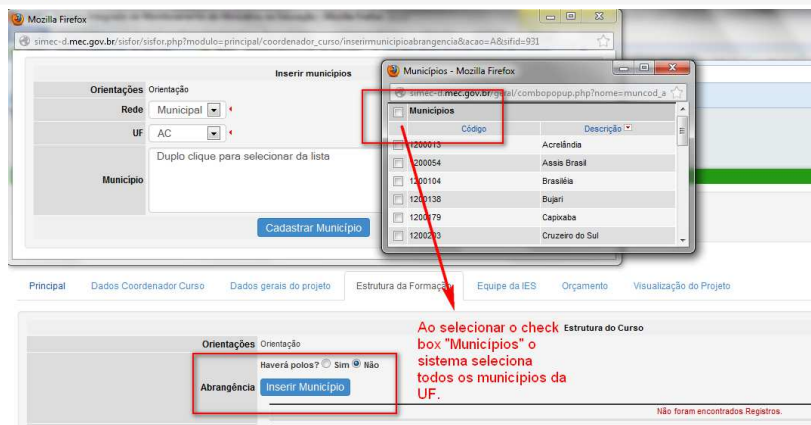 Mozilla Firefox
simec-d.mec.gov.br/sisfor/sisfor.php?modulo=principal/coordenador_curso/inserirmunicipioabrangencia&acao=A&sifid=931
Inserir municípios
Orientações Orientação
Rede Municipal
UF AC
Município Duplo clique para selecionar da lista
Cadastrar Município
Municípios - Mozilla Firefox
simec-d.mec.gov.br/geral/combopopup.php?nome=muncod_a
Municípios
Código Descrição
1200013 Acrelândia
1200054 Assis Brasil
1200104 Brasiléia
1200138 Bujari
1200179 Capixaba
1200203 Cruzeiro do Sul
Principal Dados Coordenador Curso Dados gerais do projeto Estrutura da Formação Equipe da IES Orçamento Visualização do Projeto
Estrutura do Curso
Orientações Orientação
Haverá polos? Sim Não
Abrangência Inserir Município
Ao selecionar o check
box "Municípios" o
sistema seleciona
todos os municípios da
UF.
Não foram encontrados Registros.